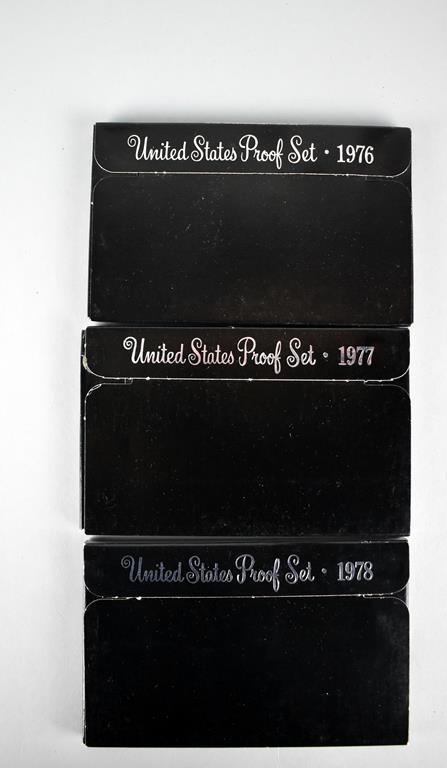 United States Proof Set · 1976
United States Proof Set · 1977
United States Proof Set · 1978